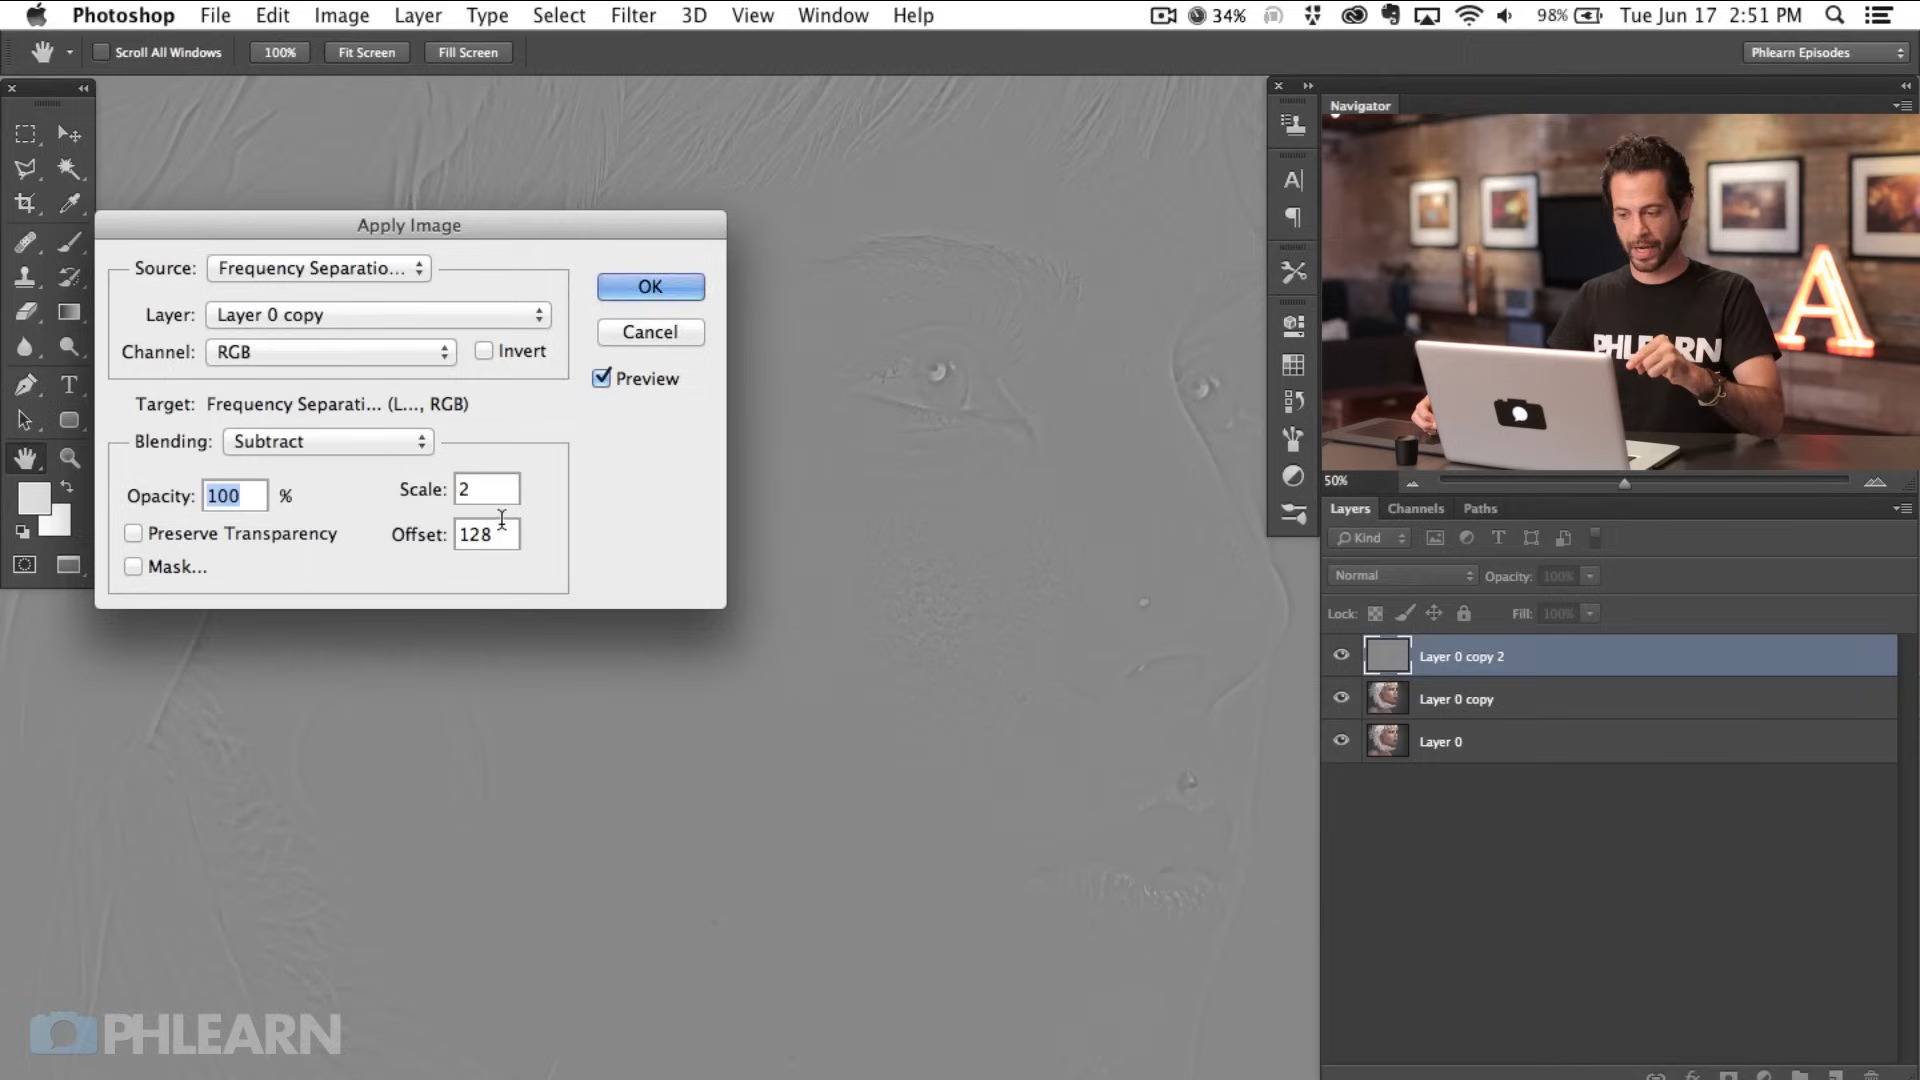 Photoshop File Edit Image Layer Type Select Filter 3D View Window Help 34% 98% Tue Jun 17 2:51 PM
Scroll All Windows 100% Fit Screen Fill Screen Phlearn Episodes
Navigator
Apply Image
Source: Frequency Separatio...
OK
Layer: Layer 0 copy
Cancel
Channel: RGB Invert
Preview
Target: Frequency Separati... (L..., RGB)
Blending: Subtract
Opacity: 100 % Scale: 2
Preserve Transparency Offset: 128
Mask...
A
PHLEARN
50%
Layers Channels Paths
Kind
Normal Opacity: 100%
Lock: Fill: 100%
Layer 0 copy 2
Layer 0 copy
Layer 0
PHLEARN